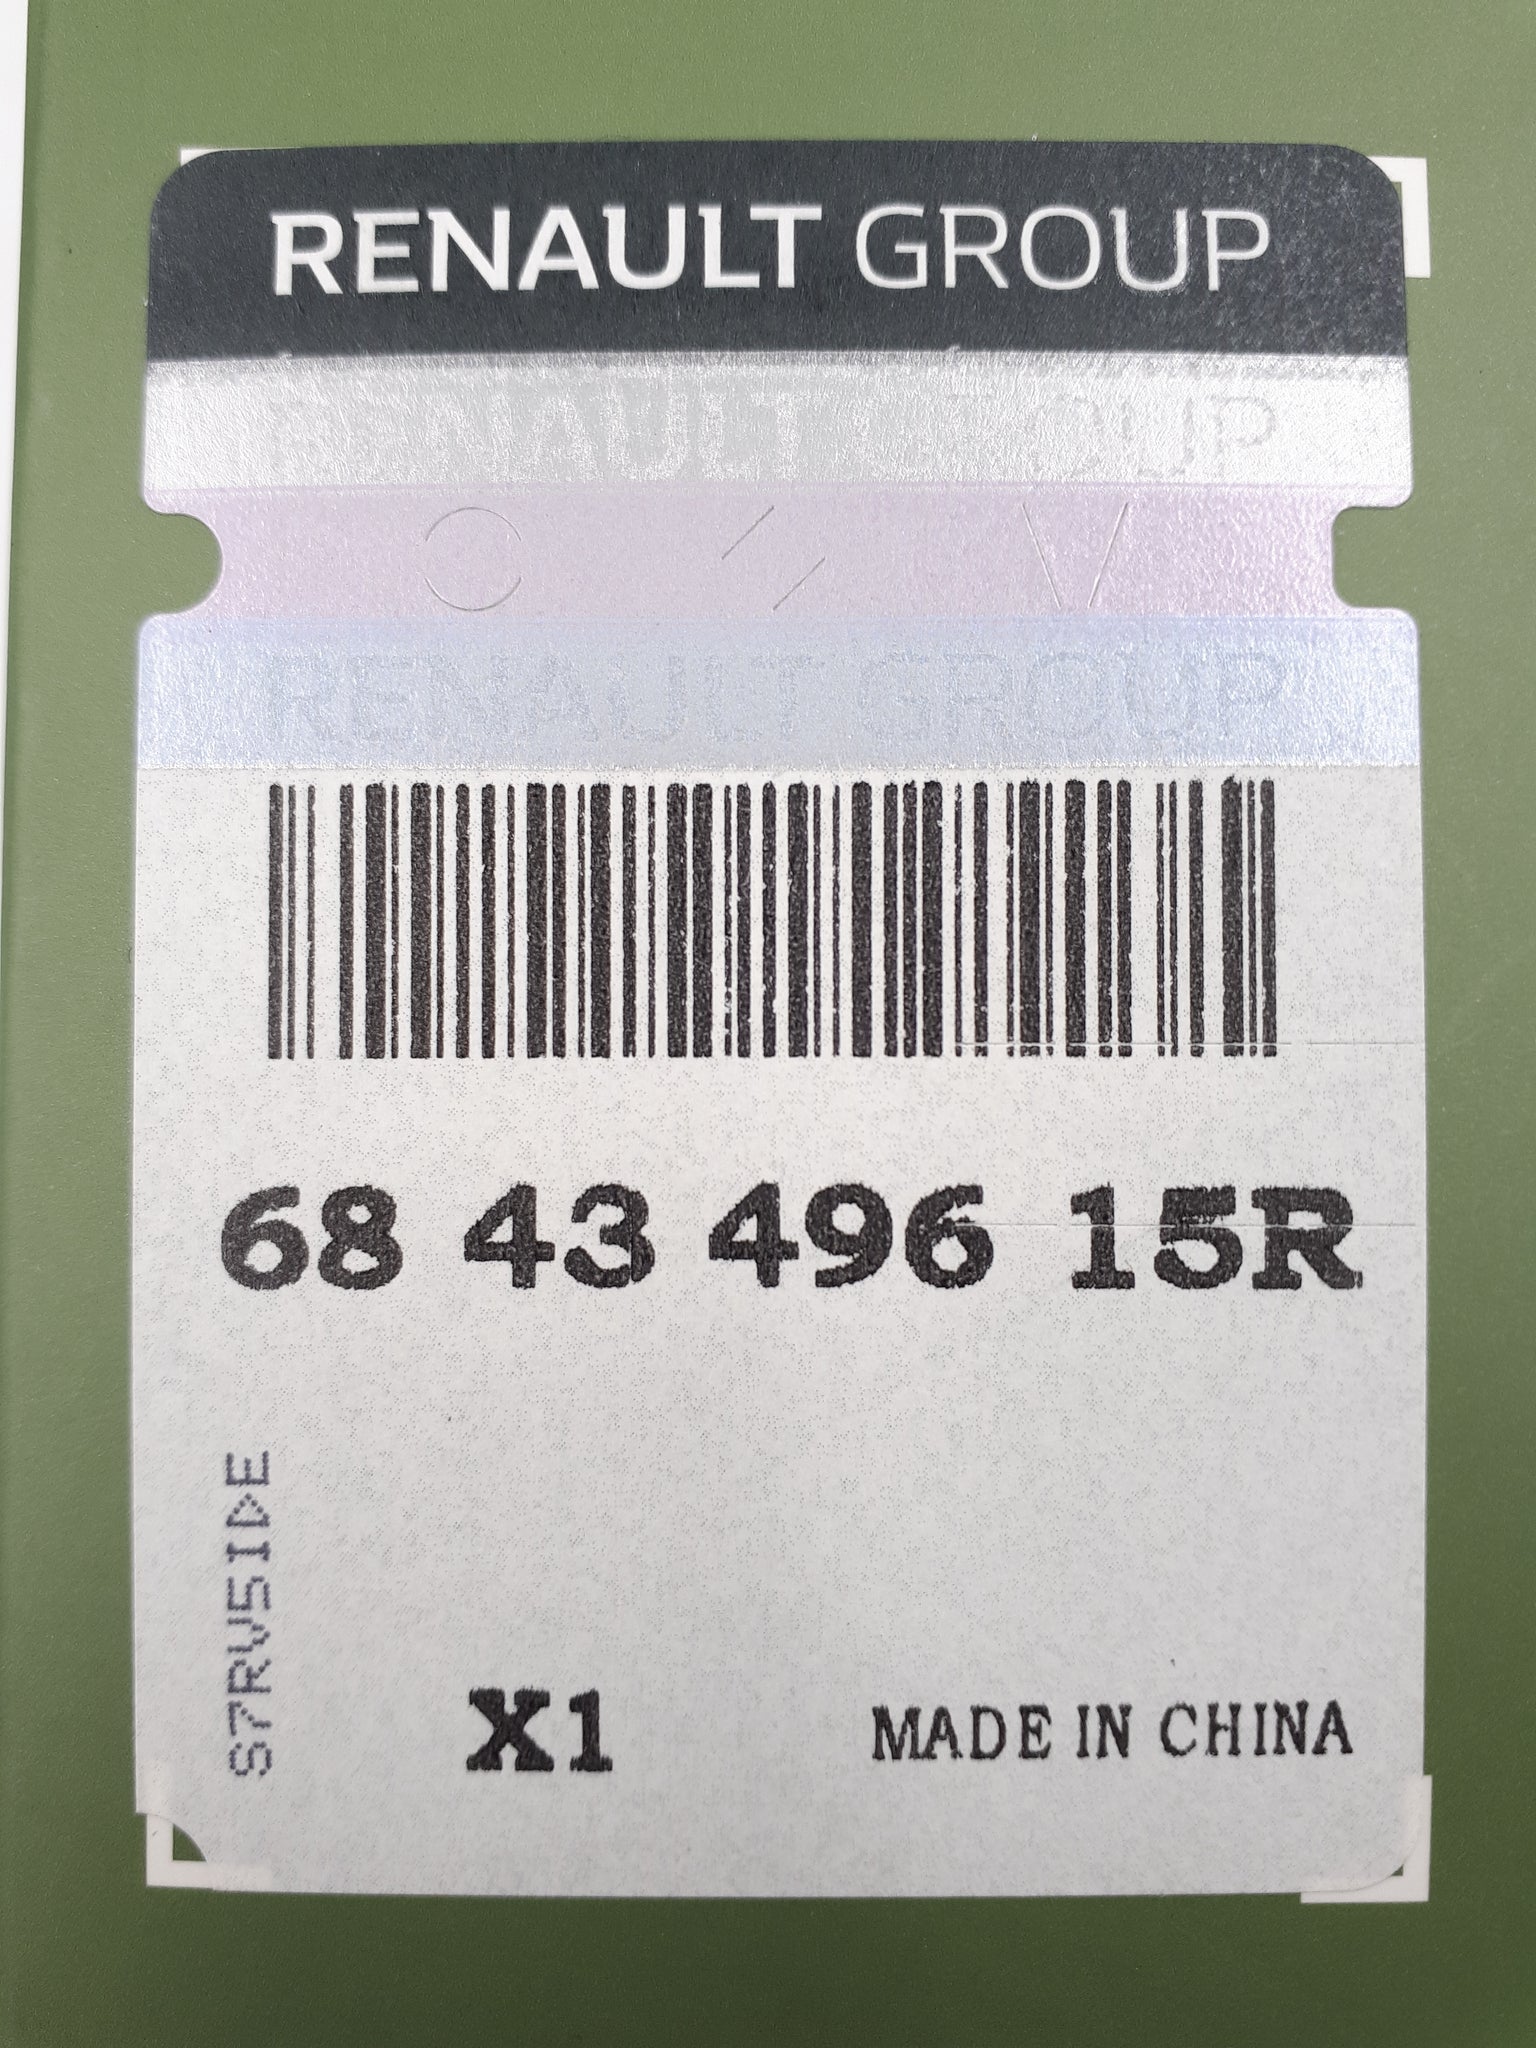 RENAULT GROUP
RENAULT GROUP
RENAULT GROUP
68 43 496 15R
S7RV5IDE
X1
MADE IN CHINA